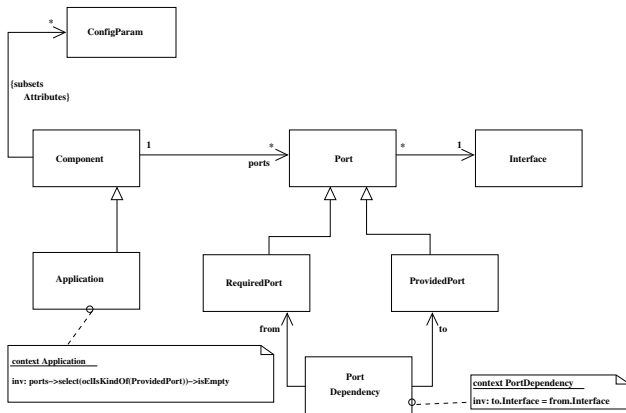 *
ConfigParam
{subsets
Attributes}
Component
1
*
ports
Port
*
1
Interface
Application
RequiredPort
ProvidedPort
from
to
context Application
inv: ports->select(oclIsKindOf(ProvidedPort))->isEmpty
Port
Dependency
context PortDependency
inv: to.Interface = from.Interface